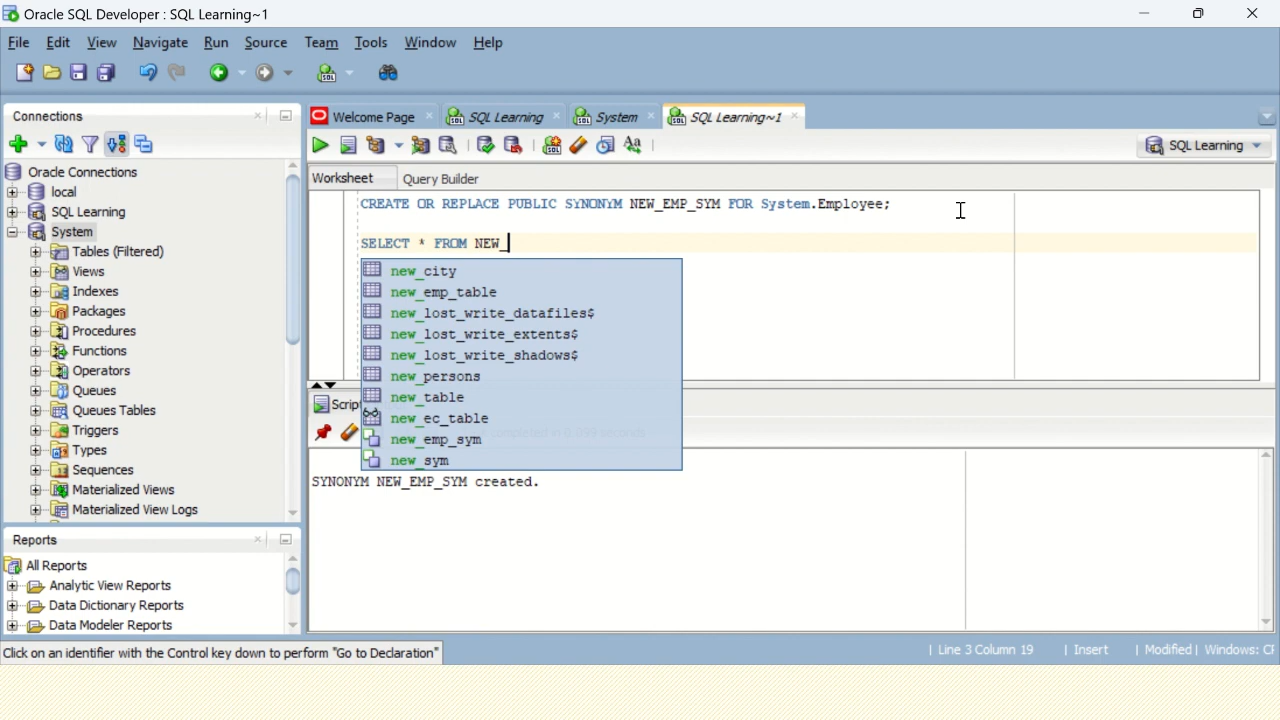 Oracle SQL Developer : SQL Learning~1
File Edit View Navigate Run Source Team Tools Window Help
Connections
Oracle Connections
local
SQL Learning
System
Tables (Filtered)
Views
Indexes
Packages
Procedures
Functions
Operators
Queues
Queues Tables
Triggers
Types
Sequences
Materialized Views
Materialized View Logs
Reports
All Reports
Analytic View Reports
Data Dictionary Reports
Data Modeler Reports
Welcome Page SQL Learning System SQL Learning~1
SQL Learning
Worksheet Query Builder
CREATE OR REPLACE PUBLIC SYNONYM NEW_EMP_SYM FOR System.Employee;
SELECT * FROM NEW_
new_city
new_emp_table
new_lost_write_datafiles$
new_lost_write_extents$
new_lost_write_shadows$
new_persons
new_table
new_ec_table
new_emp_sym
new_sym
SYNONYM NEW_EMP_SYM created.
Click on an identifier with the Control key down to perform "Go to Declaration"
| Line 3 Column 19 | Insert | Modified | Windows: